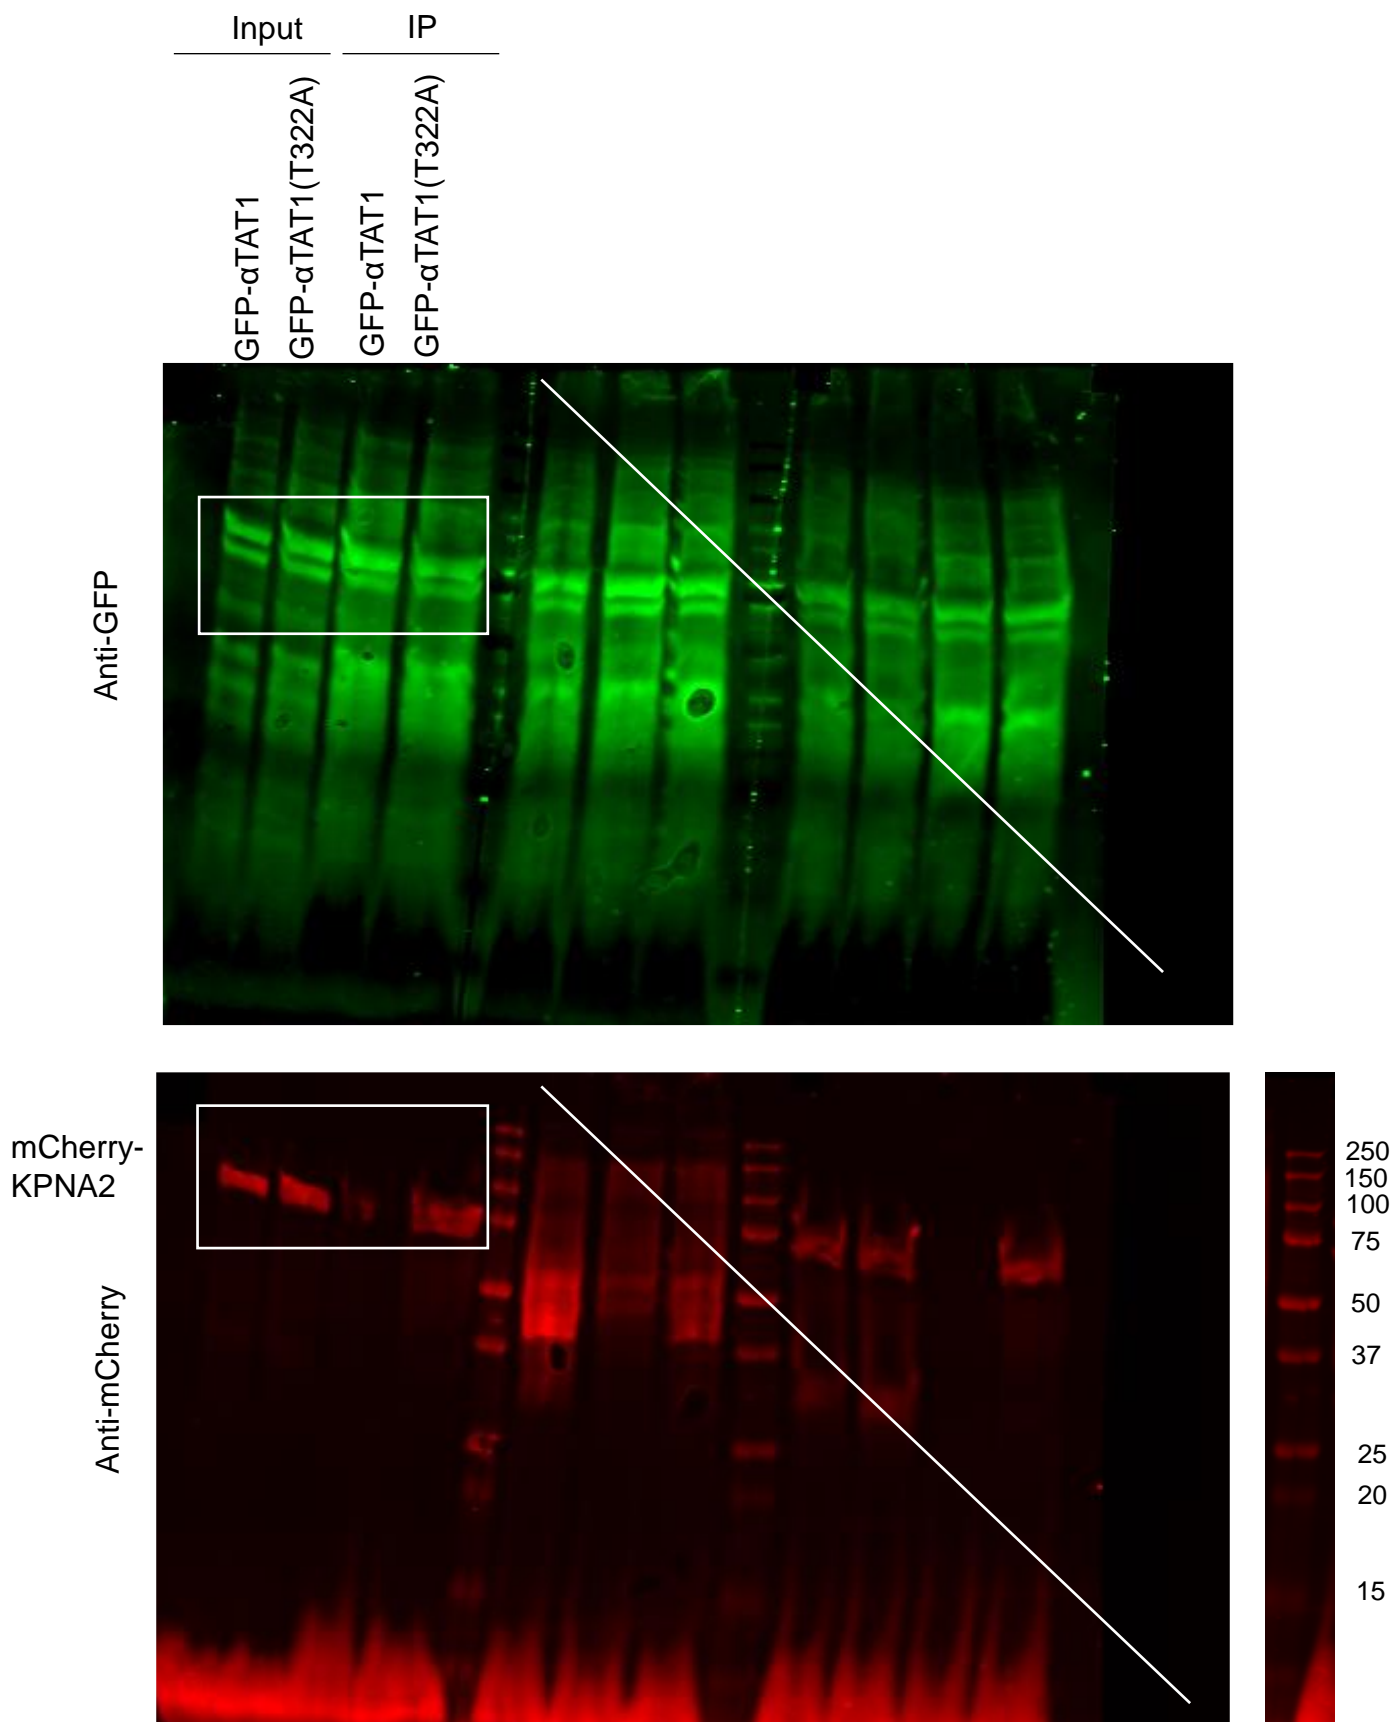 Input
IP
GFP-αTAT1
GFP-αTAT1(T322A)
GFP-αTAT1
GFP-αTAT1(T322A)
Anti-GFP
mCherry-
KPNA2
Anti-mCherry
250
150
100
75
50
37
25
20
15